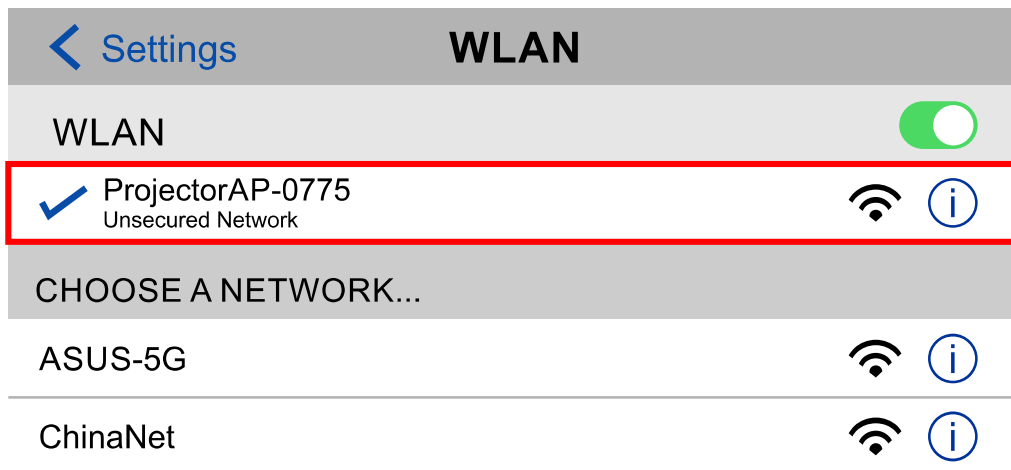 Settings WLAN
WLAN
ProjectorAP-0775
Unsecured Network
CHOOSE A NETWORK...
ASUS-5G
ChinaNet